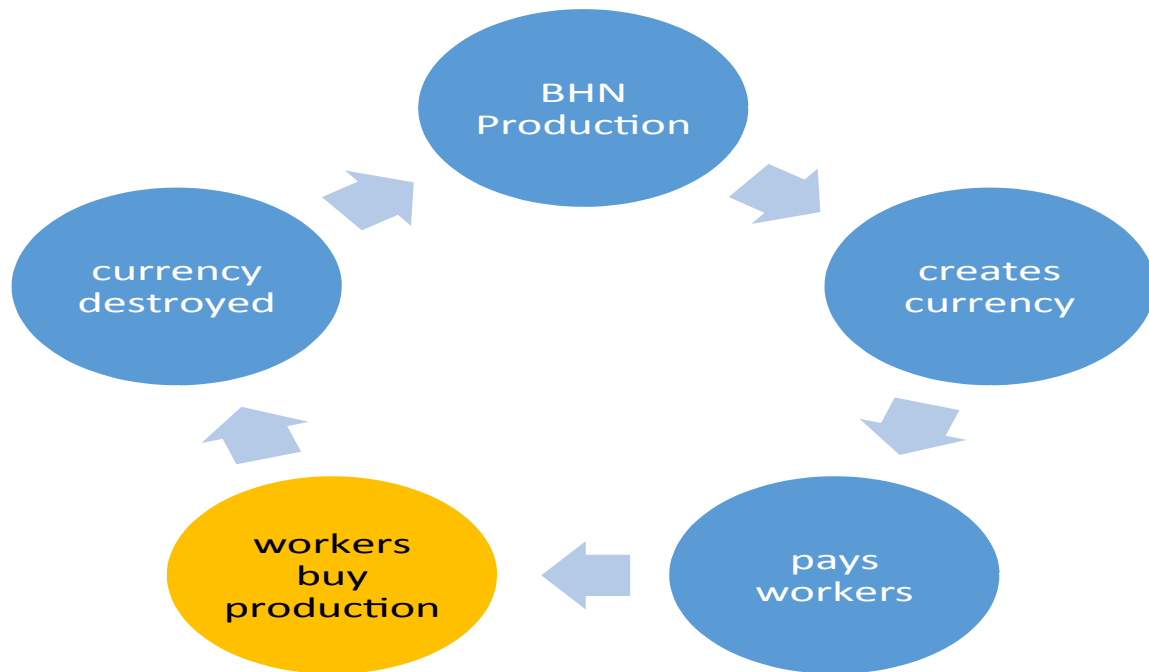 BHN
Production
creates
currency
pays
workers
workers
buy
production
currency
destroyed